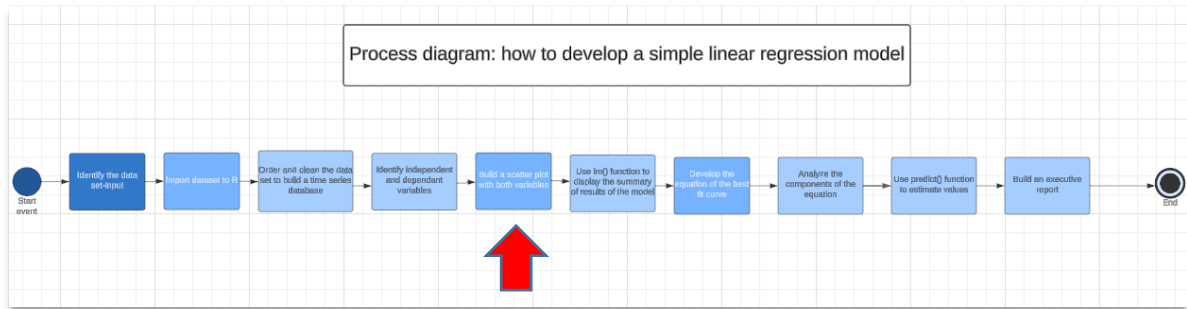 Process diagram: how to develop a simple linear regression model
Start
event
Identify the data
set-input
Import dataset to R
Order and clean the data
set to build a time series
database
Identify independent
and dependant
variables
Build a scatter plot
with both variables
Use lm() function to
display the summary
of results of the model
Develop the
equation of the best
fit curve
Analyze the
components of the
equation
Use predict() function
to estimate values
Build an executive
report
End